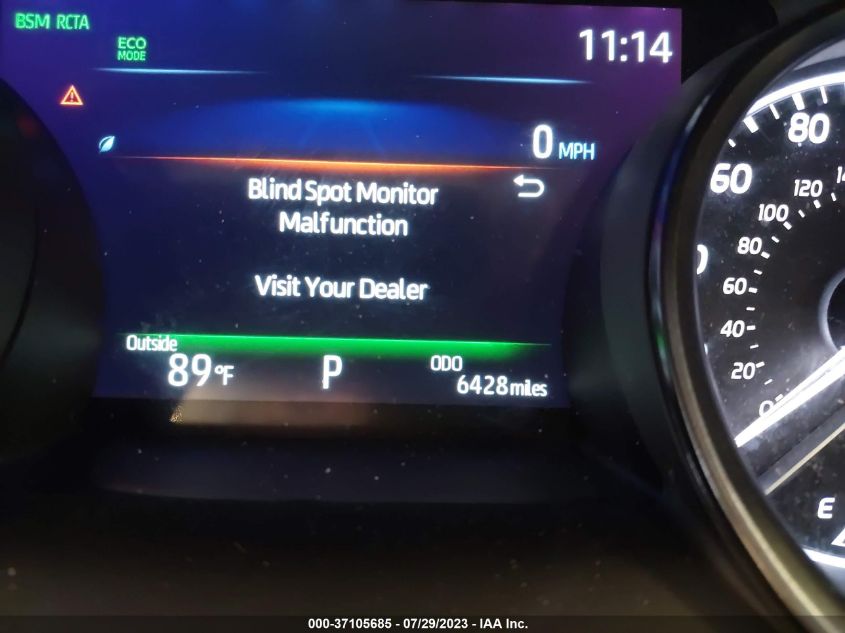 BSM RCTA
ECO
MODE
11:14
0 MPH
Blind Spot Monitor
Malfunction
Visit Your Dealer
Outside
89°F
P
ODO
6428 miles
80
60
120
100
80
60
40
20
0
E
000-37105685 - 07/29/2023 - IAA Inc.